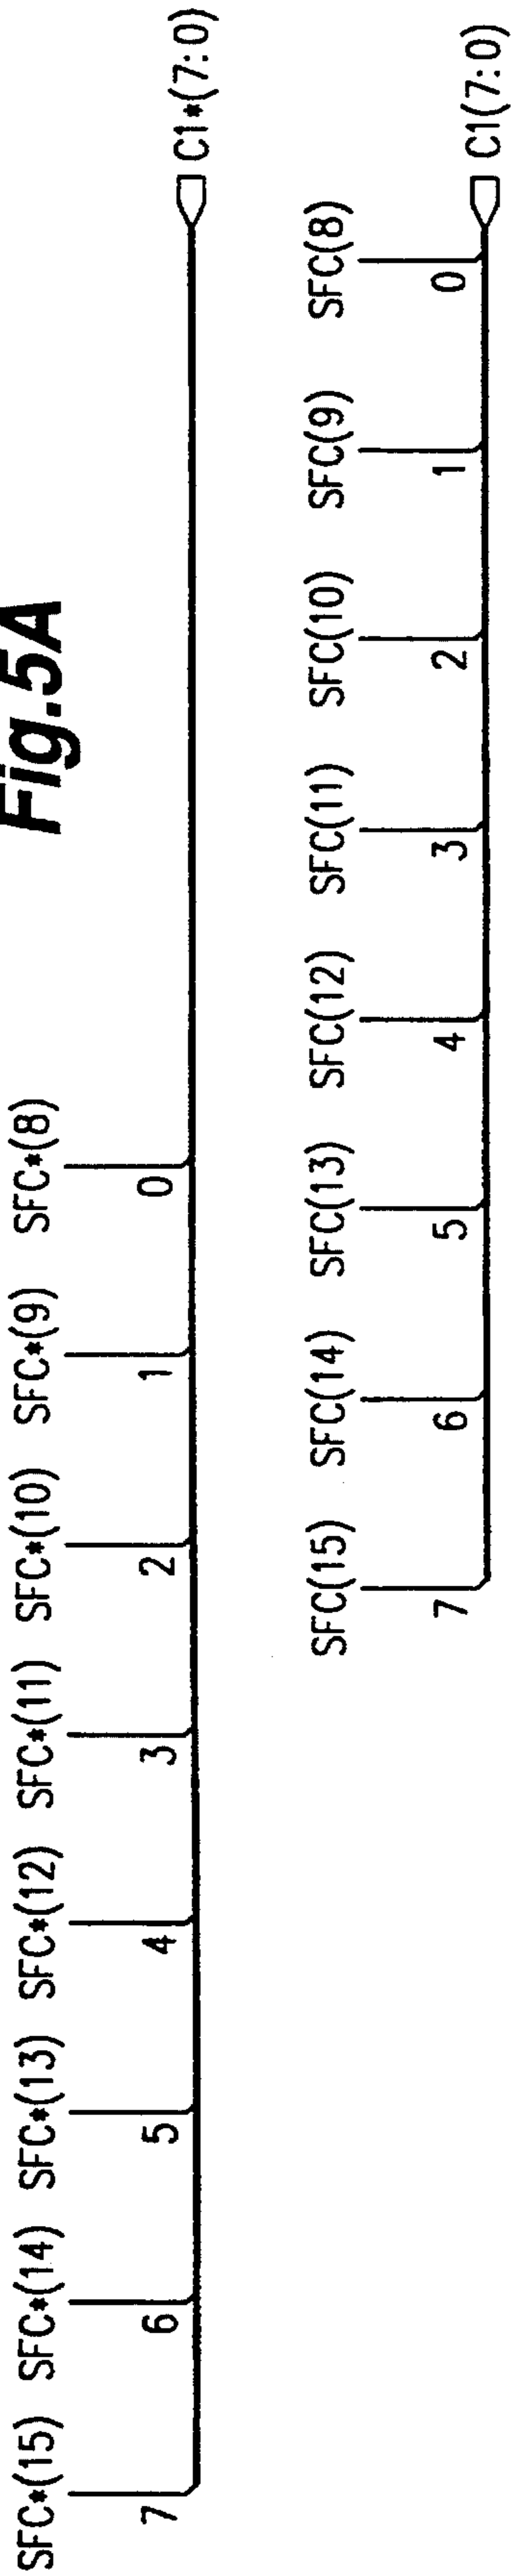 Fig.5A
SFC*(15) SFC*(14) SFC*(13) SFC*(12) SFC*(11) SFC*(10) SFC*(9) SFC*(8)
7 6 5 4 3 2 1 0
C1*(7:0)
SFC(15) SFC(14) SFC(13) SFC(12) SFC(11) SFC(10) SFC(9) SFC(8)
7 6 5 4 3 2 1 0
C1(7:0)